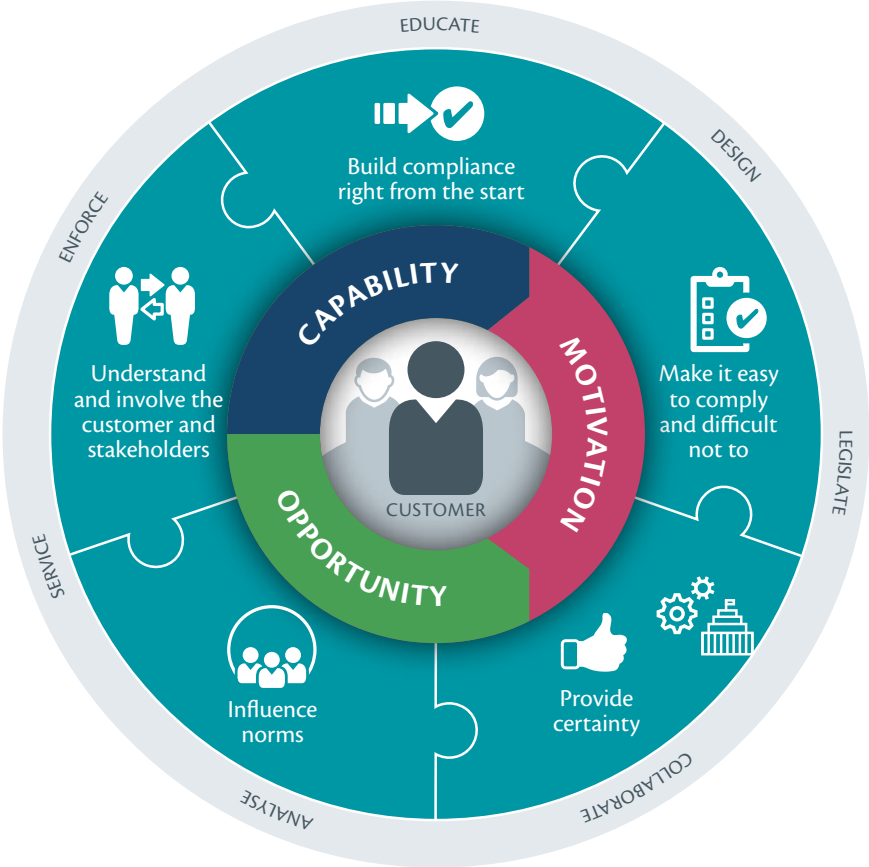 EDUCATE
DESIGN
LEGISLATE
COLLABORATE
ANALYSE
SERVICE
ENFORCE
Build compliance
right from the start
Make it easy
to comply
and difficult
not to
Provide
certainty
Influence
norms
Understand
and involve the
customer and
stakeholders
CAPABILITY
MOTIVATION
OPPORTUNITY
CUSTOMER